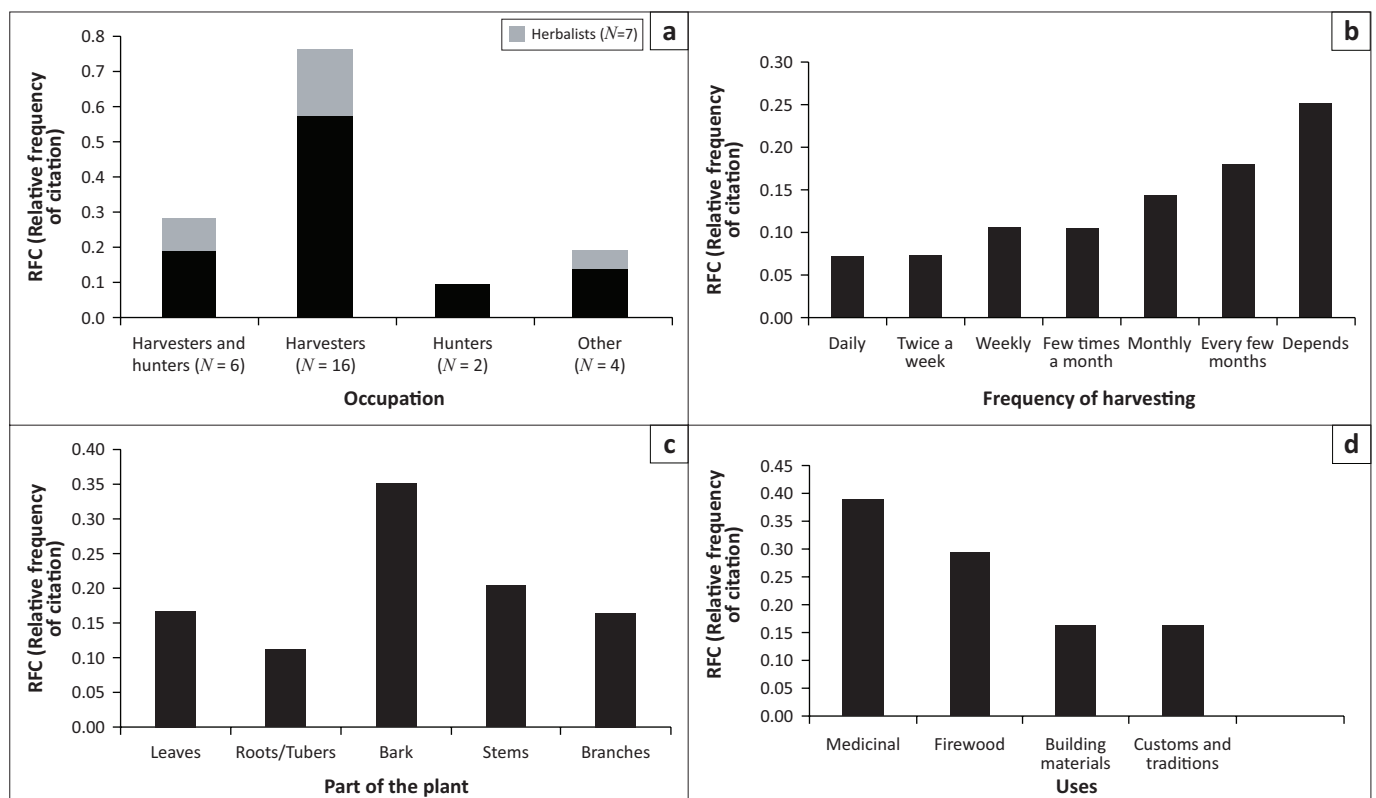 a
Herbalists (N=7)
RFC (Relative frequency
of citation)
0.8
0.7
0.6
0.5
0.4
0.3
0.2
0.1
0.0
Harvesters and
hunters (N = 6)
Harvesters
(N = 16)
Hunters
(N = 2)
Other
(N = 4)
Occupation
b
RFC (Relative frequency
of citation)
0.30
0.25
0.20
0.15
0.10
0.05
0.00
Daily
Twice a
week
Weekly
Few times
a month
Monthly
Every few
months
Depends
Frequency of harvesting
c
RFC (Relative frequency
of citation)
0.40
0.35
0.30
0.25
0.20
0.15
0.10
0.05
0.00
Leaves
Roots/Tubers
Bark
Stems
Branches
Part of the plant
d
RFC (Relative frequency
of citation)
0.45
0.40
0.35
0.30
0.25
0.20
0.15
0.10
0.05
0.00
Medicinal
Firewood
Building
materials
Customs and
traditions
Uses